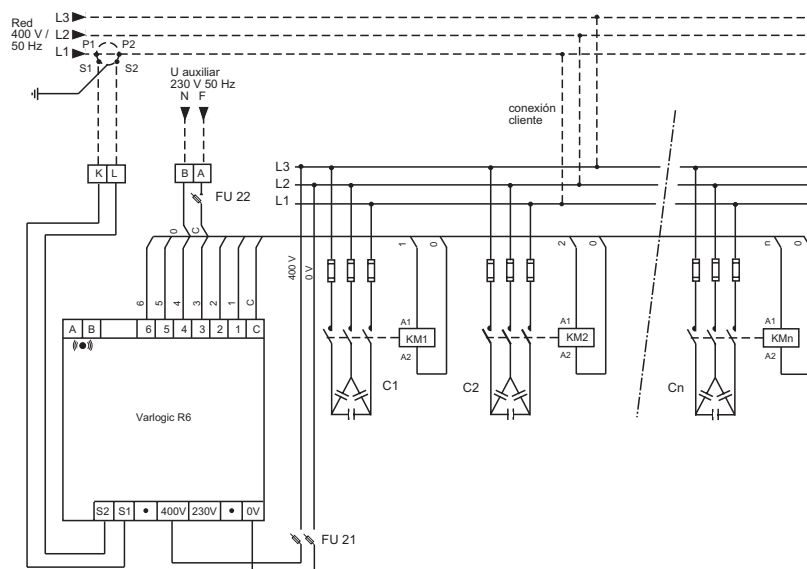 Red
400 V /
50 Hz
L3
L2
L1
P1
P2
S1
S2
U auxiliar
230 V 50 Hz
N F
conexión
cliente
K L
B A
FU 22
L3
L2
L1
0
C
6
5
4
3
2
1
C
400 V
0 V
1
0
2
0
n
0
A B
6 5 4 3 2 1 C
A1
KM1
A2
A1
KM2
A2
A1
KMn
A2
C1
C2
Cn
Varlogic R6
S2 S1 • 400V 230V • 0V
FU 21